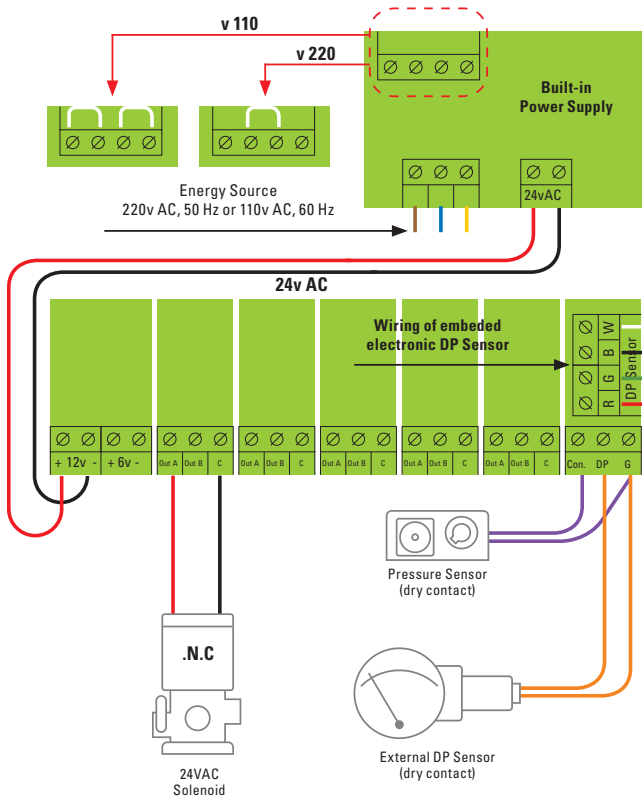 v 110
v 220
Built-in
Power Supply
Energy Source
220v AC, 50 Hz or 110v AC, 60 Hz
24vAC
24v AC
Wiring of embeded
electronic DP Sensor
W
B
G
R
DP Sensor
+ 12v -
+ 6v -
Out A Out B C
Out A Out B C
Out A Out B C
Out A Out B C
Out A Out B C
Con. DP G
Pressure Sensor
(dry contact)
.N.C
24VAC
Solenoid
External DP Sensor
(dry contact)